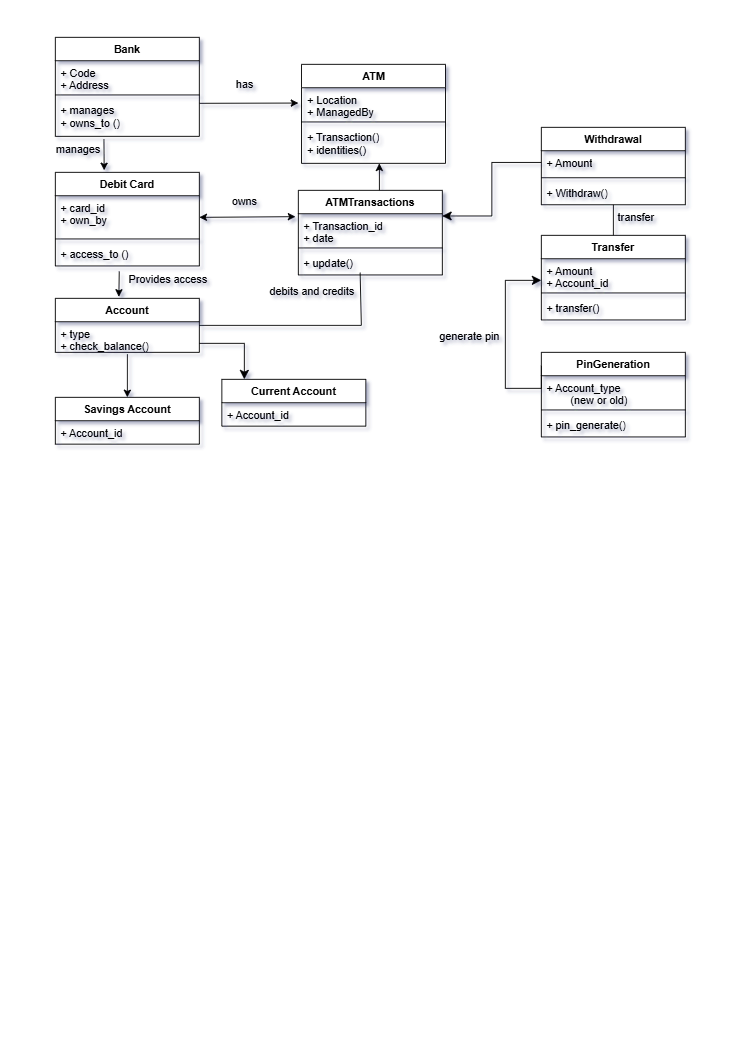 Bank
+ Code
+ Address
+ manages
+ owns_to ()
has
ATM
+ Location
+ ManagedBy
+ Transaction()
+ identities()
manages
Debit Card
+ card_id
+ own_by
+ access_to ()
owns
ATMTransactions
+ Transaction_id
+ date
+ update()
Withdrawal
+ Amount
+ Withdraw()
transfer
Transfer
+ Amount
+ Account_id
+ transfer()
Provides access
debits and credits
Account
+ type
+ check_balance()
generate pin
PinGeneration
+ Account_type
(new or old)
+ pin_generate()
Savings Account
+ Account_id
Current Account
+ Account_id